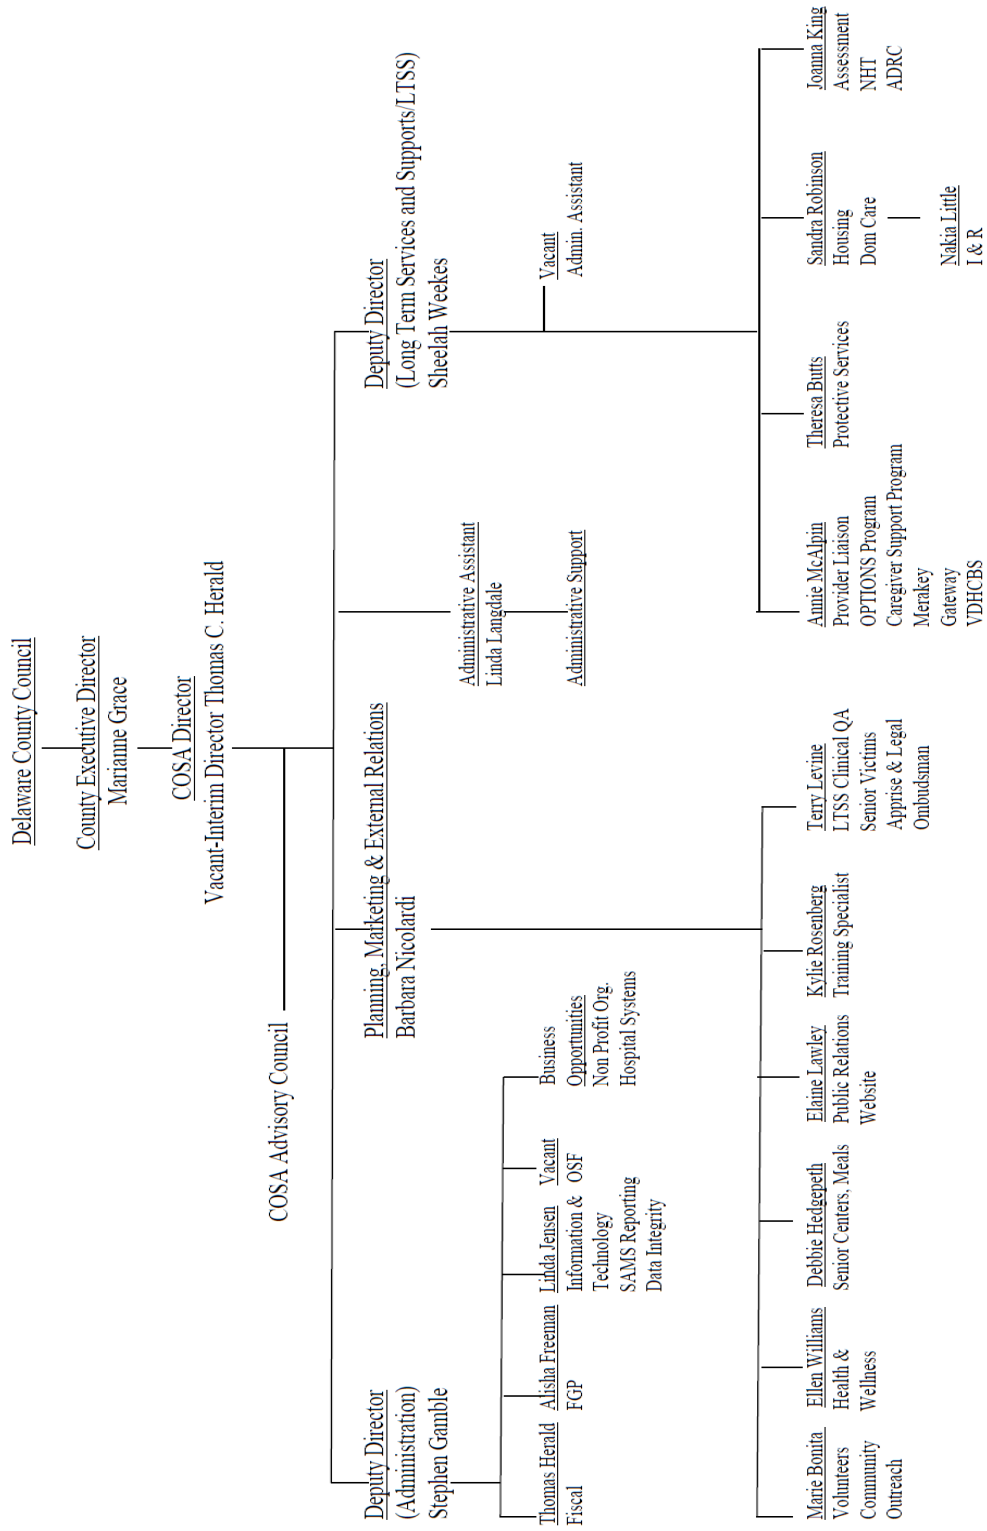 Delaware County Council
County Executive Director
Marianne Grace
COSA Director
Vacant-Interim Director Thomas C. Herald
COSA Advisory Council
Deputy Director
(Administration)
Stephen Gamble
Planning, Marketing & External Relations
Barbara Nicolardi
Administrative Assistant
Linda Langdale
Administrative Support
Deputy Director
(Long Term Services and Supports/LTSS)
Sheelah Weekes
Vacant
Admin. Assistant
Thomas Herald
Fiscal
Alisha Freeman
FGP
Linda Jensen
Information &
Technology
SAMS Reporting
Data Integrity
Vacant
OSF
Business
Opportunities
Non Profit Org.
Hospital Systems
Marie Bonita
Volunteers
Community
Outreach
Ellen Williams
Health &
Wellness
Debbie Hedgepeth
Senior Centers, Meals
Elaine Lawley
Public Relations
Website
Kylie Rosenberg
Training Specialist
Terry Levine
LTSS Clinical QA
Senior Victims
Apprise & Legal
Ombudsman
Annie McAlpin
Provider Liaison
OPTIONS Program
Caregiver Support Program
Merakey
Gateway
VDHCBS
Theresa Butts
Protective Services
Sandra Robinson
Housing
Dom Care
Nakia Little
I & R
Joanna King
Assessment
NHT
ADRC